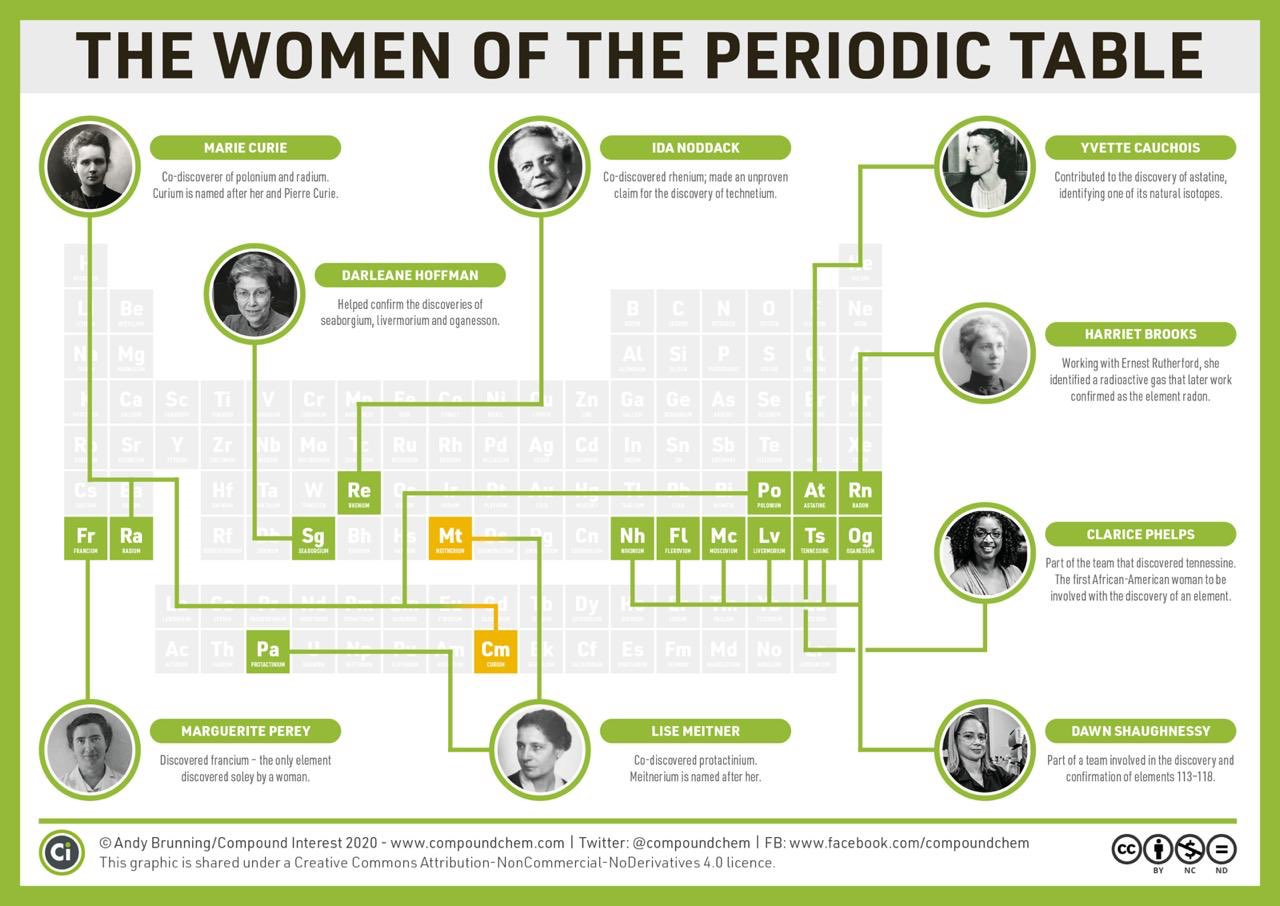 THE WOMEN OF THE PERIODIC TABLE
MARIE CURIE
Co-discoverer of polonium and radium.
Curium is named after her and Pierre Curie.
IDA NODDACK
Co-discovered rhenium; made an unproven
claim for the discovery of technetium.
YVETTE CAUCHOIS
Contributed to the discovery of astatine,
identifying one of its natural isotopes.
DARLEANE HOFFMAN
Helped confirm the discoveries of
seaborgium, livermorium and oganesson.
HARRIET BROOKS
Working with Ernest Rutherford, she
identified a radioactive gas that later work
confirmed as the element radon.
Be
B C N O Ne
Mg
Al Si P S
Ca Sc Ti V Cr Zn Ga Ge As Se
Sr Y Zr Nb Mo Ru Rh Pd Ag Cd In Sn Sb Te
Cs Hf Ta W
Re
RHENIUM
Po
POLONIUM
At
ASTATINE
Rn
RADON
Fr
FRANCIUM
Ra
RADIUM
Rf
Sg
SEABORGIUM
Bh
Mt
MEITNERIUM
Cn
Nh
NIHONIUM
Fl
FLEROVIUM
Mc
MOSCOVIUM
Lv
LIVERMORIUM
Ts
TENNESSINE
Og
OGANESSON
CLARICE PHELPS
Part of the team that discovered tennessine.
The first African-American woman to be
involved with the discovery of an element.
Tb Dy
Ac Th
Pa
PROTACTINIUM
Cm
CURIUM
Cf Es Fm Md No
MARGUERITE PEREY
Discovered francium – the only element
discovered soley by a woman.
LISE MEITNER
Co-discovered protactinium.
Meitnerium is named after her.
DAWN SHAUGHNESSY
Part of a team involved in the discovery and
confirmation of elements 113–118.
Ci
© Andy Brunning/Compound Interest 2020 - www.compoundchem.com | Twitter: @compoundchem | FB: www.facebook.com/compoundchem
This graphic is shared under a Creative Commons Attribution-NonCommercial-NoDerivatives 4.0 licence.
CC
BY NC ND